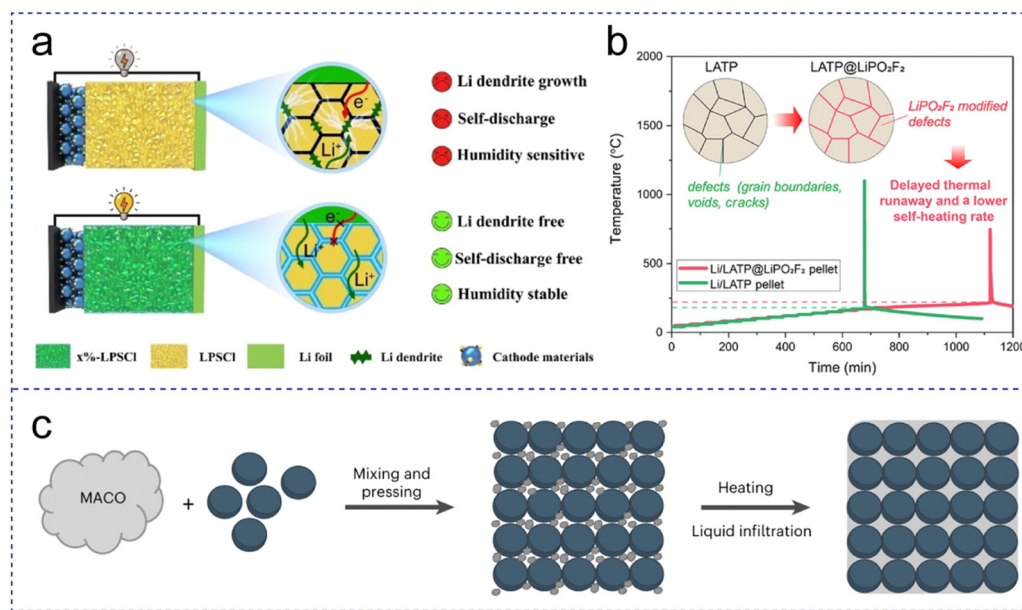 a
Li dendrite growth
Self-discharge
Humidity sensitive
e⁻
Li⁺
Li dendrite free
Self-discharge free
Humidity stable
e⁻
Li⁺
Li⁺
x%-LPSCl
LPSCl
Li foil
Li dendrite
Cathode materials
b
2000
1500
1000
500
0
Temperature (°C)
LATP
LATP@LiPO₂F₂
LiPO₂F₂ modified
defects
defects (grain boundaries,
voids, cracks)
Delayed thermal
runaway and a lower
self-heating rate
Li/LATP@LiPO₂F₂ pellet
Li/LATP pellet
0
200
400
600
800
1000
1200
Time (min)
c
MACO
+
Mixing and
pressing
Heating
Liquid infiltration